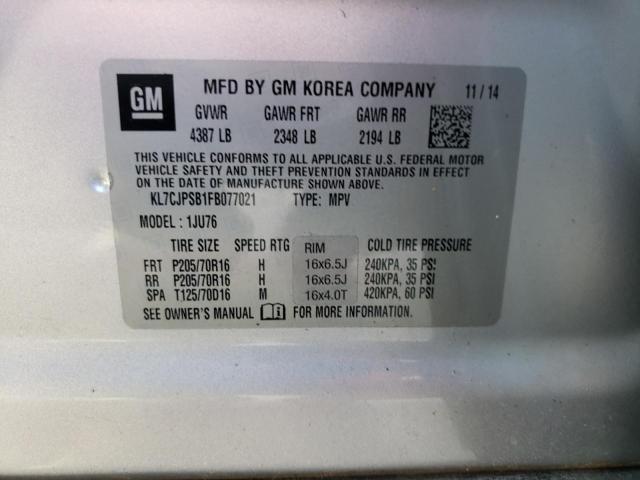 GM
MFD BY GM KOREA COMPANY 11 / 14
GVWR GAWR FRT GAWR RR
4387 LB 2348 LB 2194 LB
THIS VEHICLE CONFORMS TO ALL APPLICABLE U.S. FEDERAL MOTOR
VEHICLE SAFETY AND THEFT PREVENTION STANDARDS IN EFFECT
ON THE DATE OF MANUFACTURE SHOWN ABOVE.
KL7CJPSB1FB077021 TYPE: MPV
MODEL : 1JU76
TIRE SIZE SPEED RTG RIM COLD TIRE PRESSURE
FRT P205/70R16 H 16x6.5J 240KPA, 35 PSI
RR P205/70R16 H 16x6.5J 240KPA, 35 PSI
SPA T125/70D16 M 16x4.0T 420KPA, 60 PSI
SEE OWNER'S MANUAL FOR MORE INFORMATION.